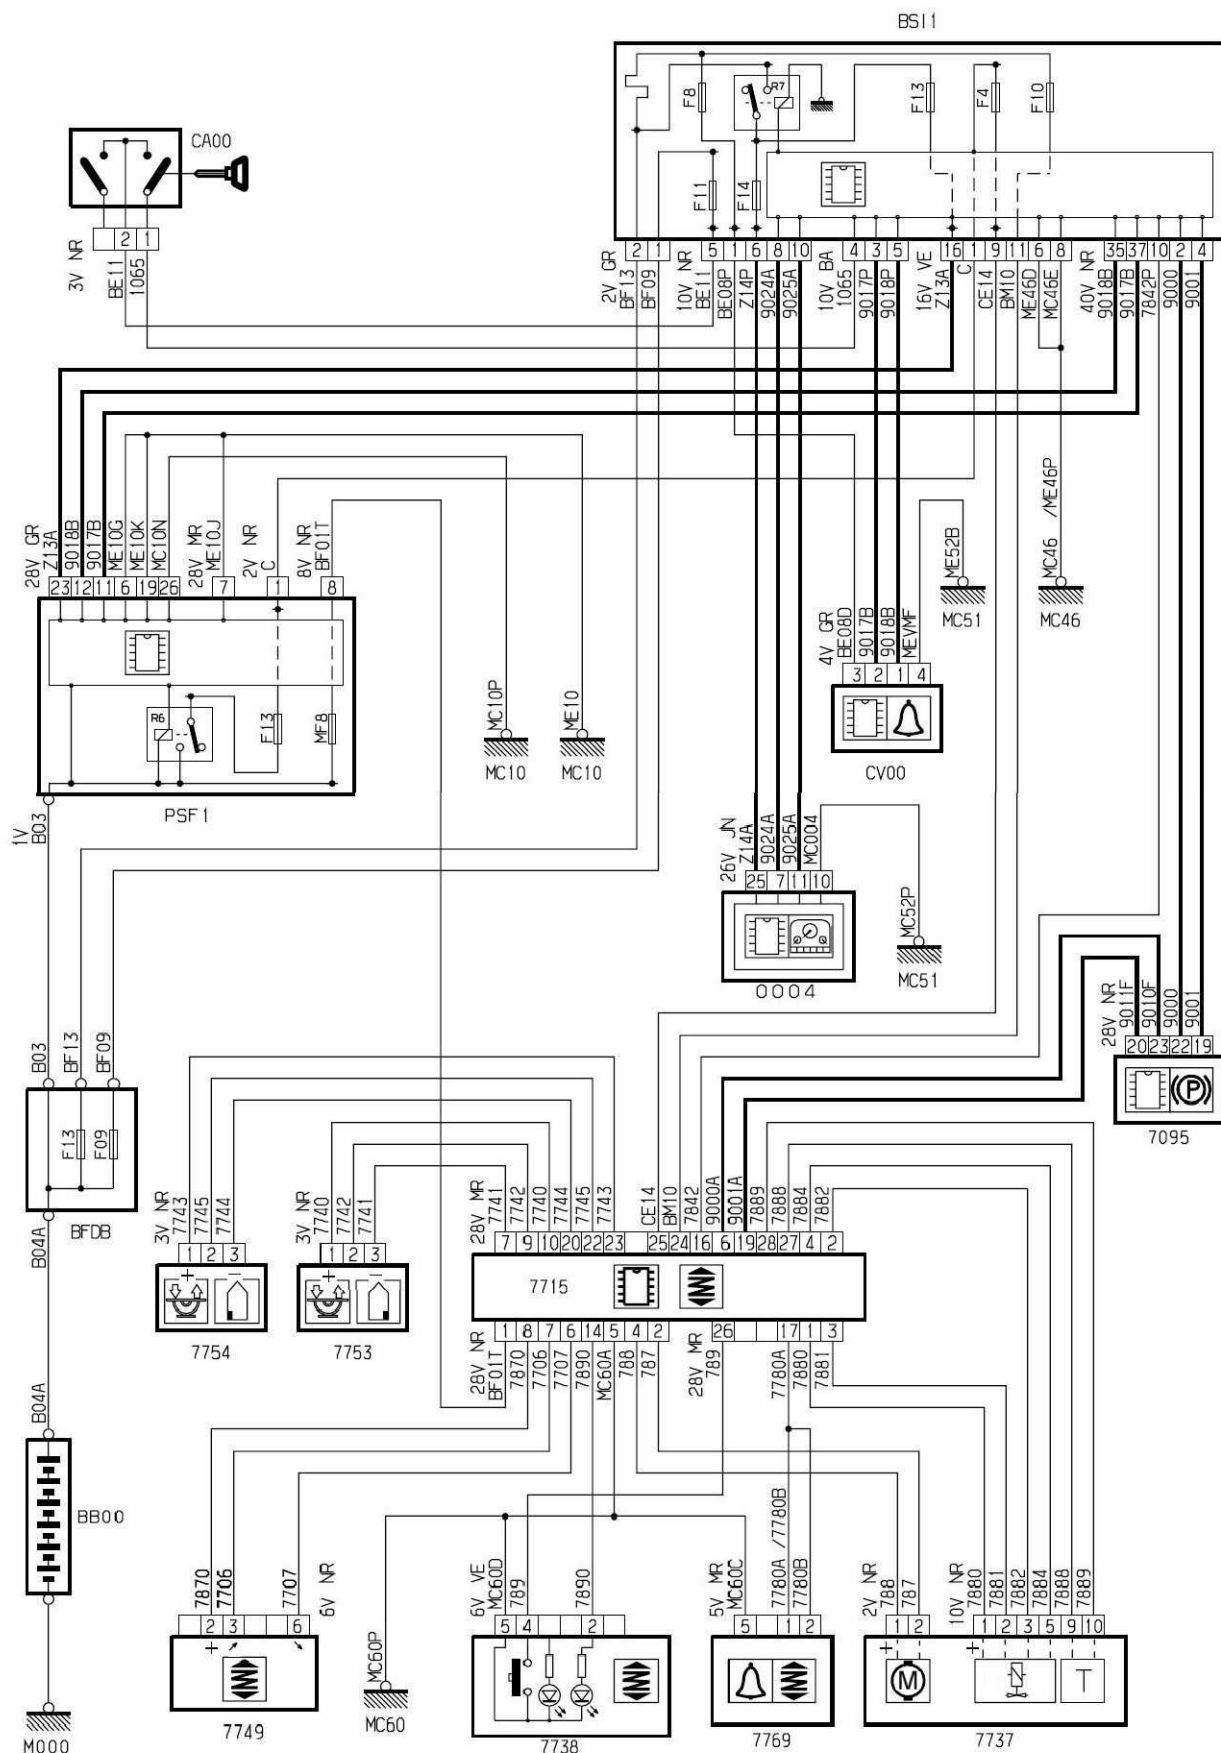 BSI1
F8
R7
F13
F4
F10
CA00
F11
F14
2 1
3V NR
BE11
1065
2 1
5 1 6 8 10
4 3 5
16 1 9 11 6 8
35 37 10 2 4
2V GR
BF13
BF09
10V NR
BE11
BE08P
Z14P
9024A
9025A
10V BA
1065
9017P
9018P
16V VE
Z13A
C
CE14
BM10
ME46D
MC46E
40V NR
9018B
9017B
7842P
9000
9001
28V GR
Z13A
9018B
9017B
ME10G
ME10K
MC10N
28V MR
ME10J
2V NR
C
8V NR
BF01T
23 12 11 6 19 26
7
1
8
R6
F13
MF8
PSF1
1V
B03
MC10P
MC10
ME10
MC10
ME52B
MC51
MC46 /ME46P
MC46
4V GR
BE08D
9017B
9018B
MEVMF
3 2 1 4
CV00
26V JN
Z14A
9024A
9025A
MC004
25 7 11 10
0004
MC52P
MC51
28V NR
9011F
9010F
9000
9001
20 23 22 19
P
7095
B03
BF13
BF09
F13
F09
BFDB
B04A
3V NR
7743
7745
7744
1 2 3
+ −
7754
3V NR
7740
7742
7741
1 2 3
+ −
7753
28V MR
7741
7742
7740
7744
7745
7743
CE14
BM10
7842
9000A
9001A
7889
7888
7884
7882
7 9 10 20 22 23
25 24 16 6 19 28 27 4 2
7715
1 8 7 6 14 5 4 2
26
17 1 3
28V NR
BF01T
7870
7706
7707
7890
MC60A
788
787
28V MR
789
7780A
7880
7881
B04A
BB00
M000
7870
7706
7707
6V NR
2 3 6
+
7749
MC60P
MC60
6V VE
MC60D
789
7890
5 4 2
7738
5V MR
MC60C
7780A /7780B
7780B
5 1 2
7769
2V NR
788
787
1 2
+
M
10V NR
7880
7881
7882
7884
7888
7889
1 2 3 5 9 10
+
T
7737